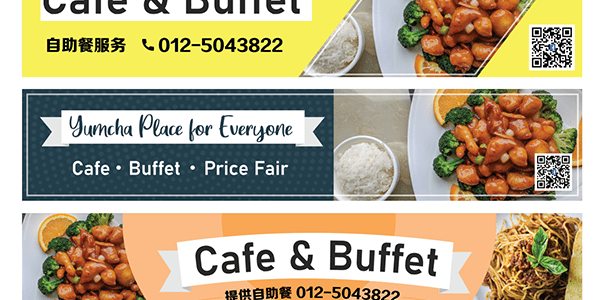 Cafe & Buffet
自助餐服务 012-5043822
Yumcha Place for Everyone
Cafe • Buffet • Price Fair
Cafe & Buffet
提供自助餐 012-5043822